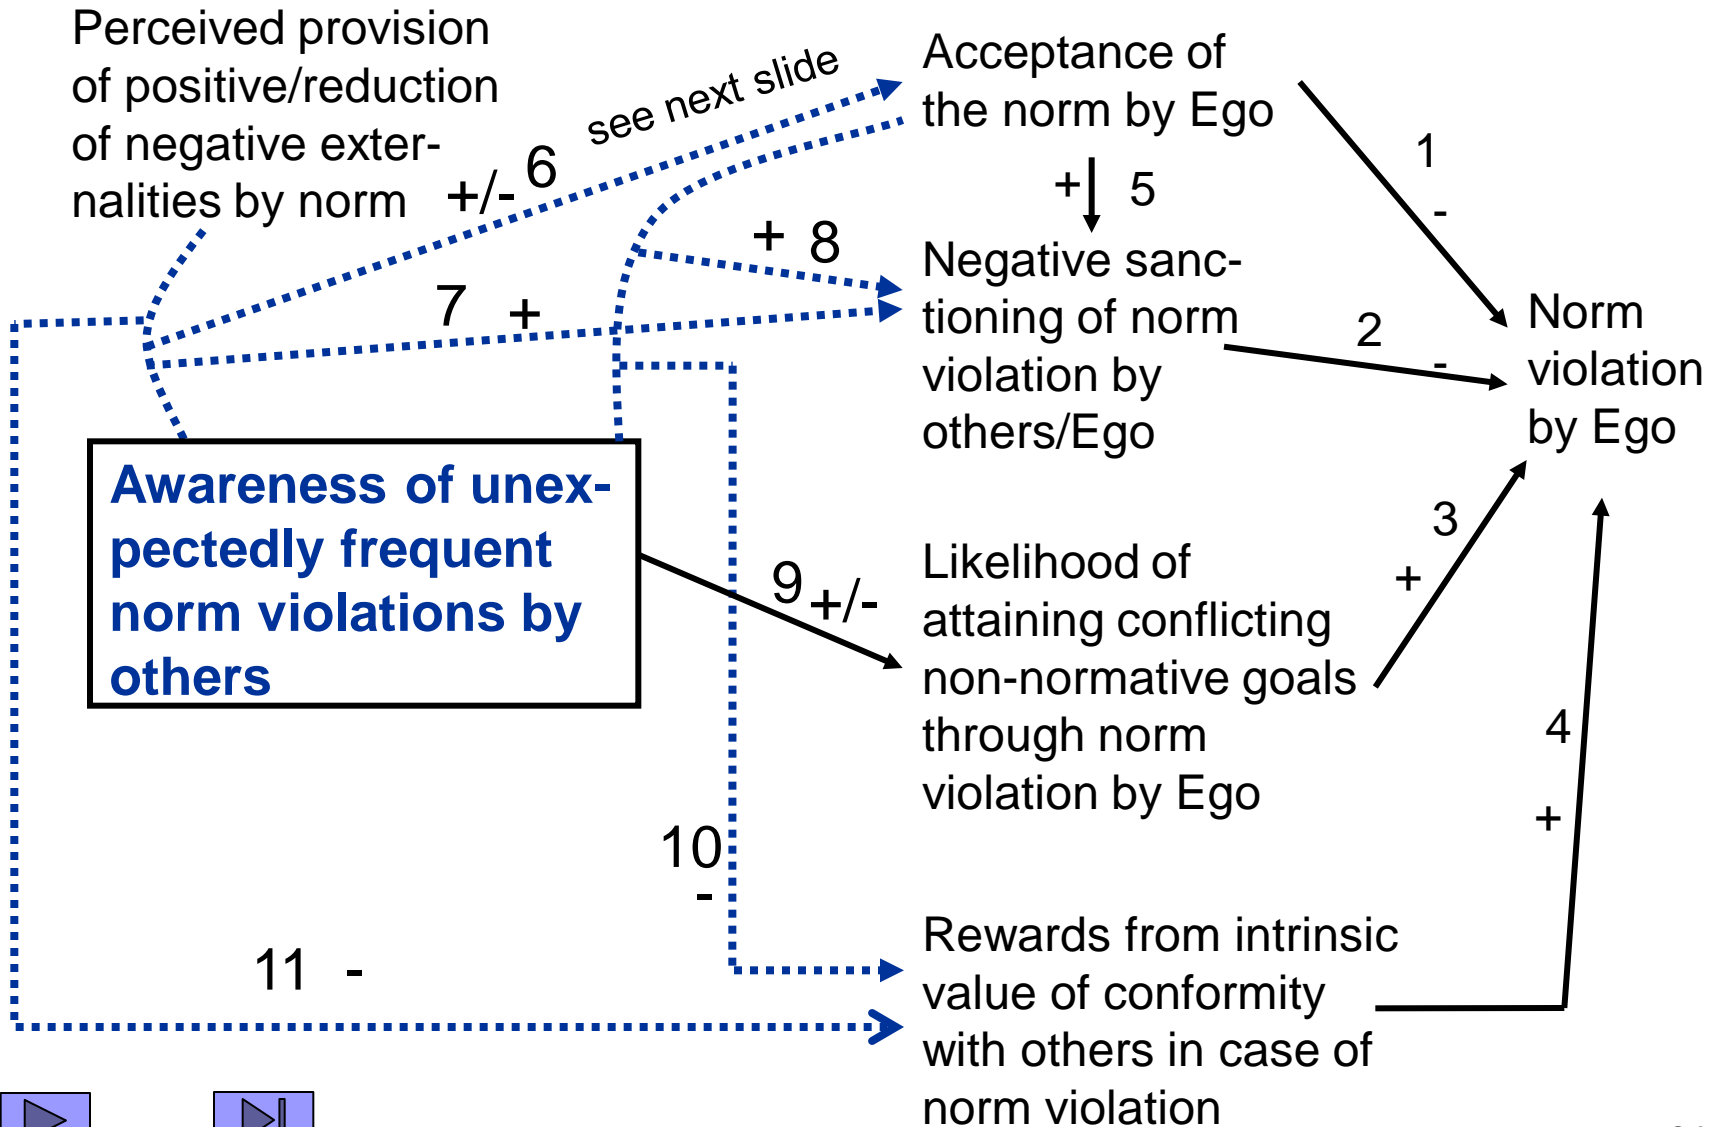 Perceived provision
of positive/reduction
of negative exter-
nalities by norm
+/- 6
see next slide
Acceptance of
the norm by Ego
1
-
+ 5
+ 8
7 +
Negative sanc-
tioning of norm
violation by
others/Ego
2
-
Norm
violation
by Ego
Awareness of unex-
pectedly frequent
norm violations by
others
9 +/-
Likelihood of
attaining conflicting
non-normative goals
through norm
violation by Ego
3
+
4
+
10
-
11 -
Rewards from intrinsic
value of conformity
with others in case of
norm violation